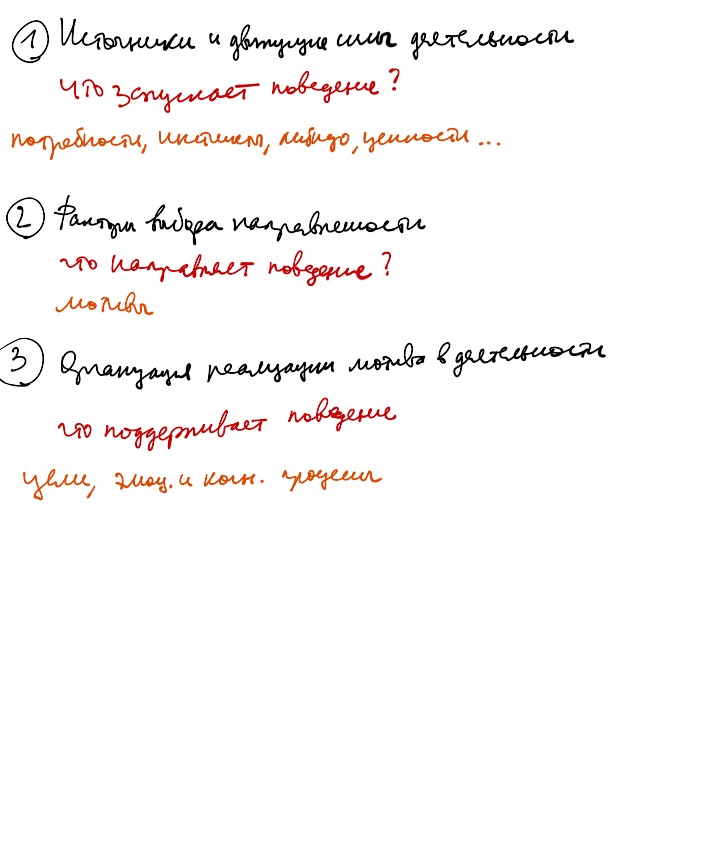 1 Источники и движущие силы деятельности
что запускает поведение?
потребности, инстинкты, либидо, ценности ...
2 Факторы выбора направленности
что направляет поведение?
мотивы
3 Организация реализации мотива в деятельности
что поддерживает поведение
цели, эмоц. и когн. процессы